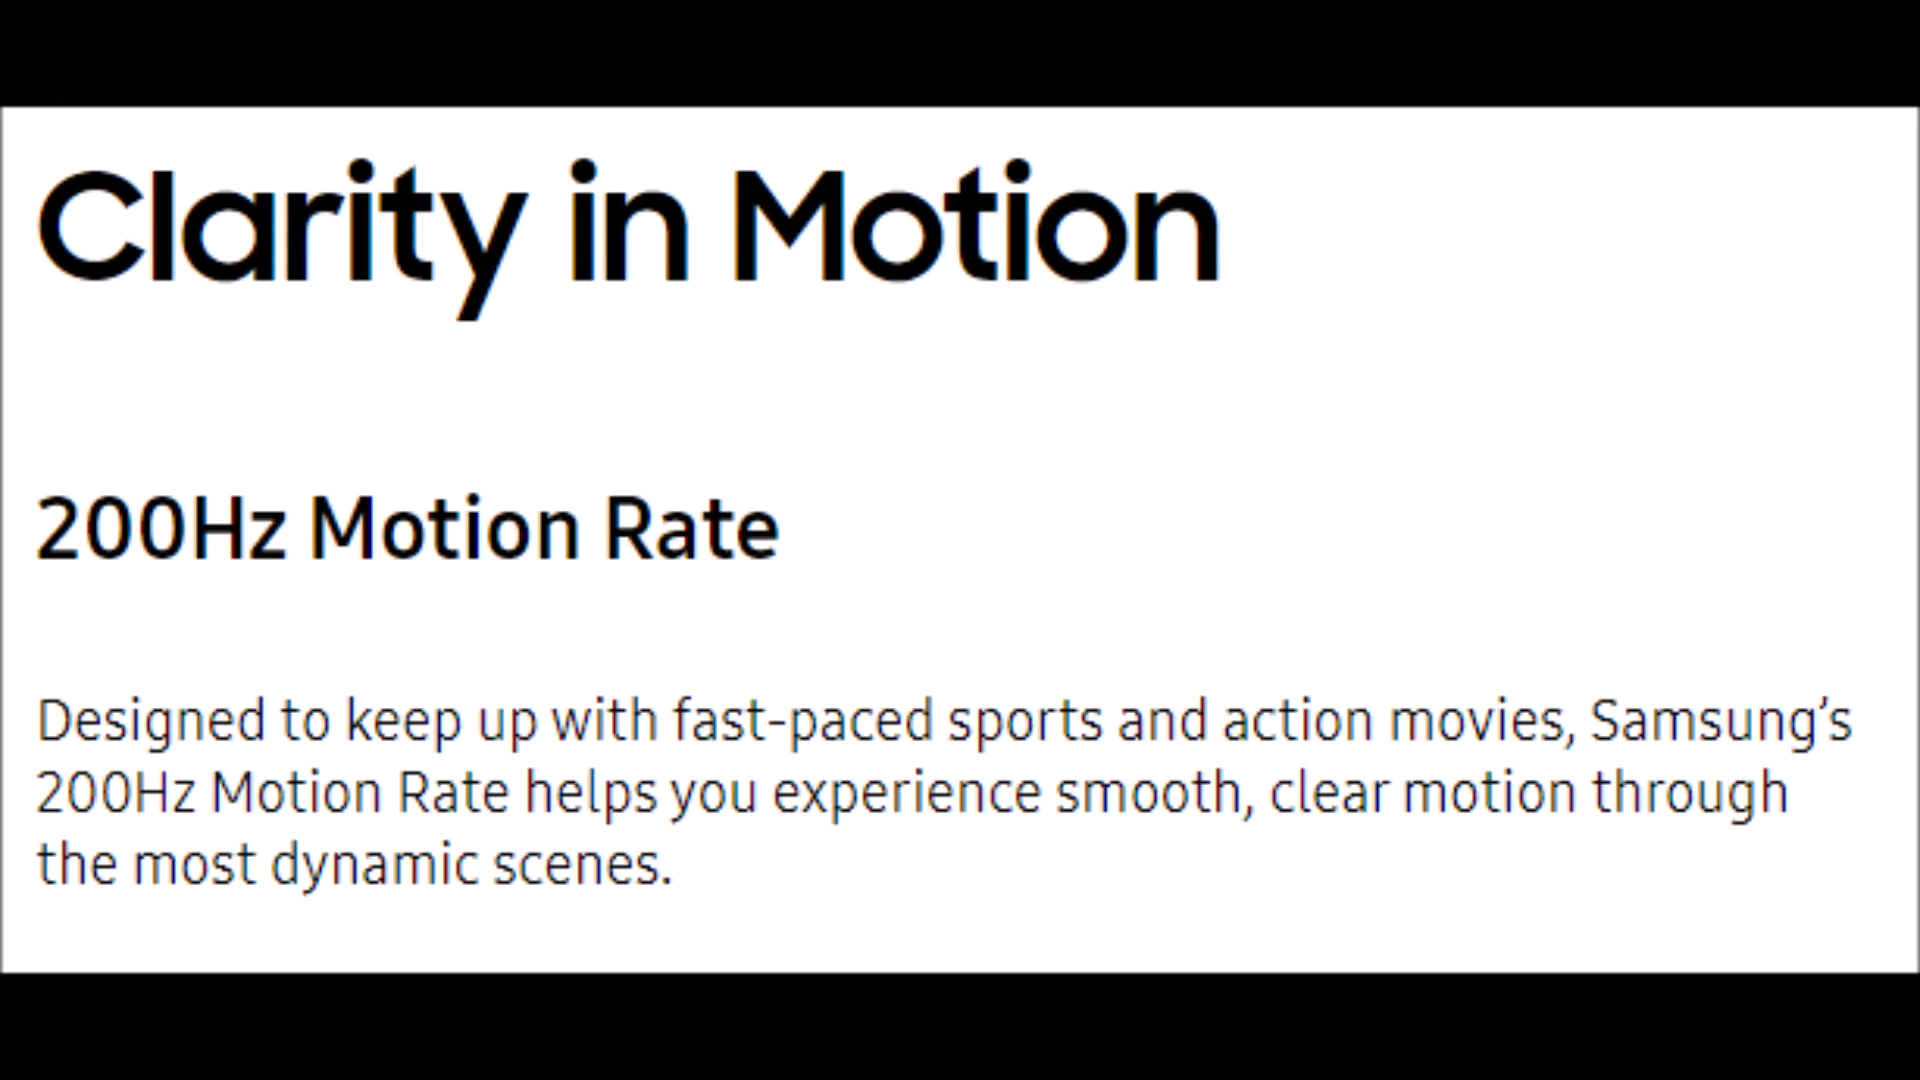 Clarity in Motion
200Hz Motion Rate
Designed to keep up with fast-paced sports and action movies, Samsung’s
200Hz Motion Rate helps you experience smooth, clear motion through
the most dynamic scenes.